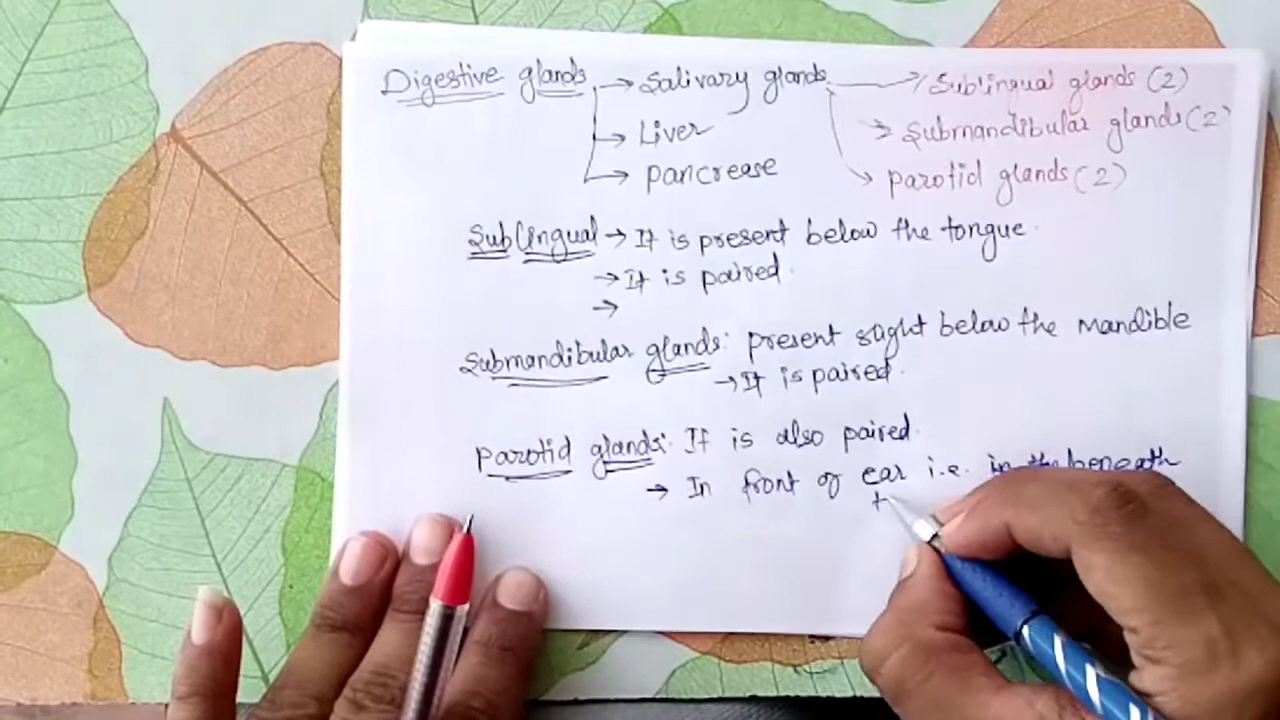 Digestive glands → Salivary glands → Sublingual glands (2)
→ Liver → Submandibular glands (2)
→ pancrease → parotid glands (2)
Sublingual → It is present below the tongue.
→ It is paired.
→
Submandibular glands: present right below the Mandible
→ It is paired.
parotid glands: It is also paired.
→ In front of ear i.e. in the beneath
t